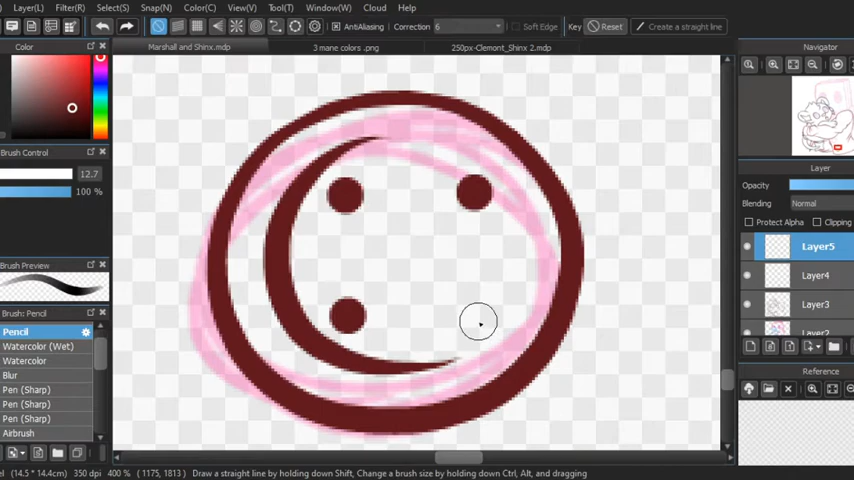 Layer(L) Filter(R) Select(S) Snap(N) Color(C) View(V) Tool(T) Window(W) Cloud Help
AntiAliasing Correction 6 Soft Edge Key Reset Create a straight line
Color
Marshall and Shinx.mdp 3 mane colors .png 250px-Clemont_Shinx 2.mdp
Navigator
Brush Control
12.7
100 %
Layer
Opacity
Blending Normal
Protect Alpha Clipping
Layer5
Layer4
Layer3
Layer2
Brush Preview
Brush: Pencil
Pencil
Watercolor (Wet)
Watercolor
Blur
Pen (Sharp)
Pen (Sharp)
Pen (Sharp)
Airbrush
Reference
(14.5 * 14.4cm) 350 dpi 400 % ( 1175, 1813 ) Draw a straight line by holding down Shift, Change a brush size by holding down Ctrl, Alt, and dragging